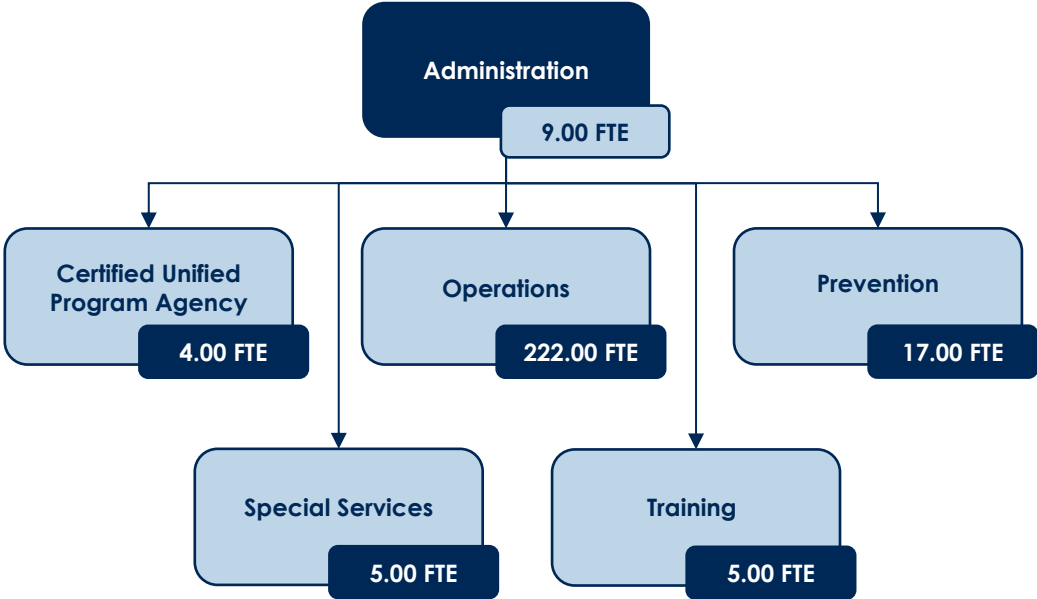 Administration
9.00 FTE
Certified Unified
Program Agency
4.00 FTE
Operations
222.00 FTE
Prevention
17.00 FTE
Special Services
5.00 FTE
Training
5.00 FTE